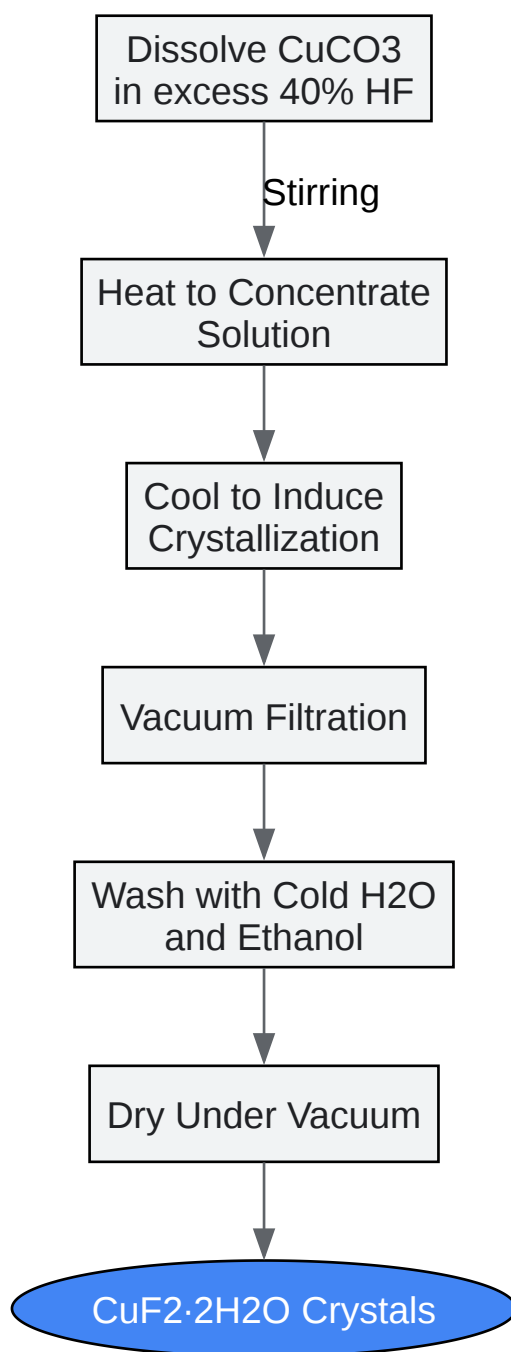 Dissolve CuCO3
in excess 40% HF
Stirring
Heat to Concentrate
Solution
Cool to Induce
Crystallization
Vacuum Filtration
Wash with Cold H2O
and Ethanol
Dry Under Vacuum
CuF2·2H2O Crystals